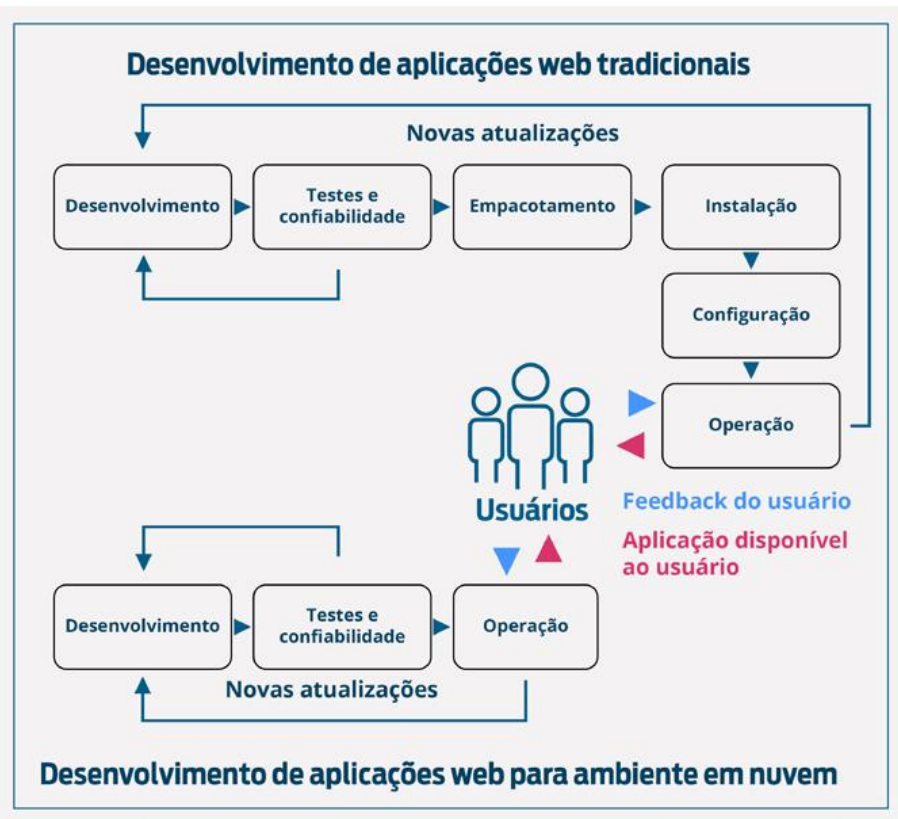 Desenvolvimento de aplicações web tradicionais
Novas atualizações
Desenvolvimento
Testes e
confiabilidade
Empacotamento
Instalação
Configuração
Operação
Usuários
Feedback do usuário
Aplicação disponível
ao usuário
Desenvolvimento
Testes e
confiabilidade
Operação
Novas atualizações
Desenvolvimento de aplicações web para ambiente em nuvem